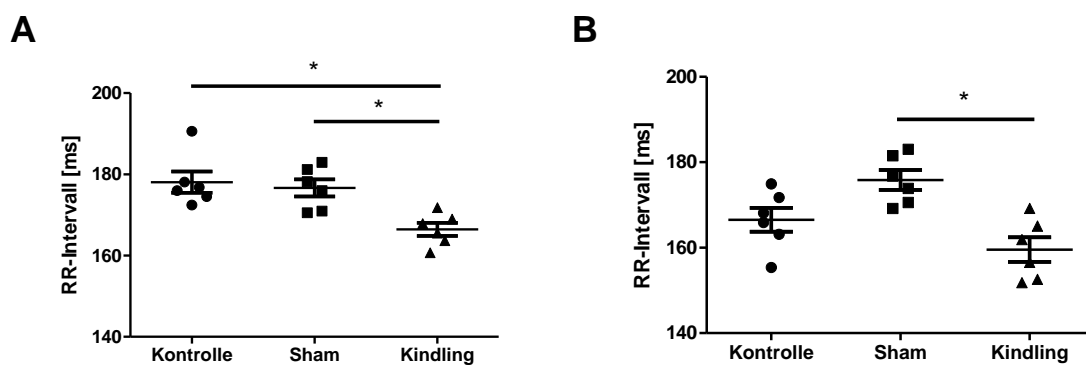 A
*
*
RR-Intervall [ms]
200
180
160
140
Kontrolle Sham Kindling
B
*
RR-Intervall [ms]
200
180
160
140
Kontrolle Sham Kindling